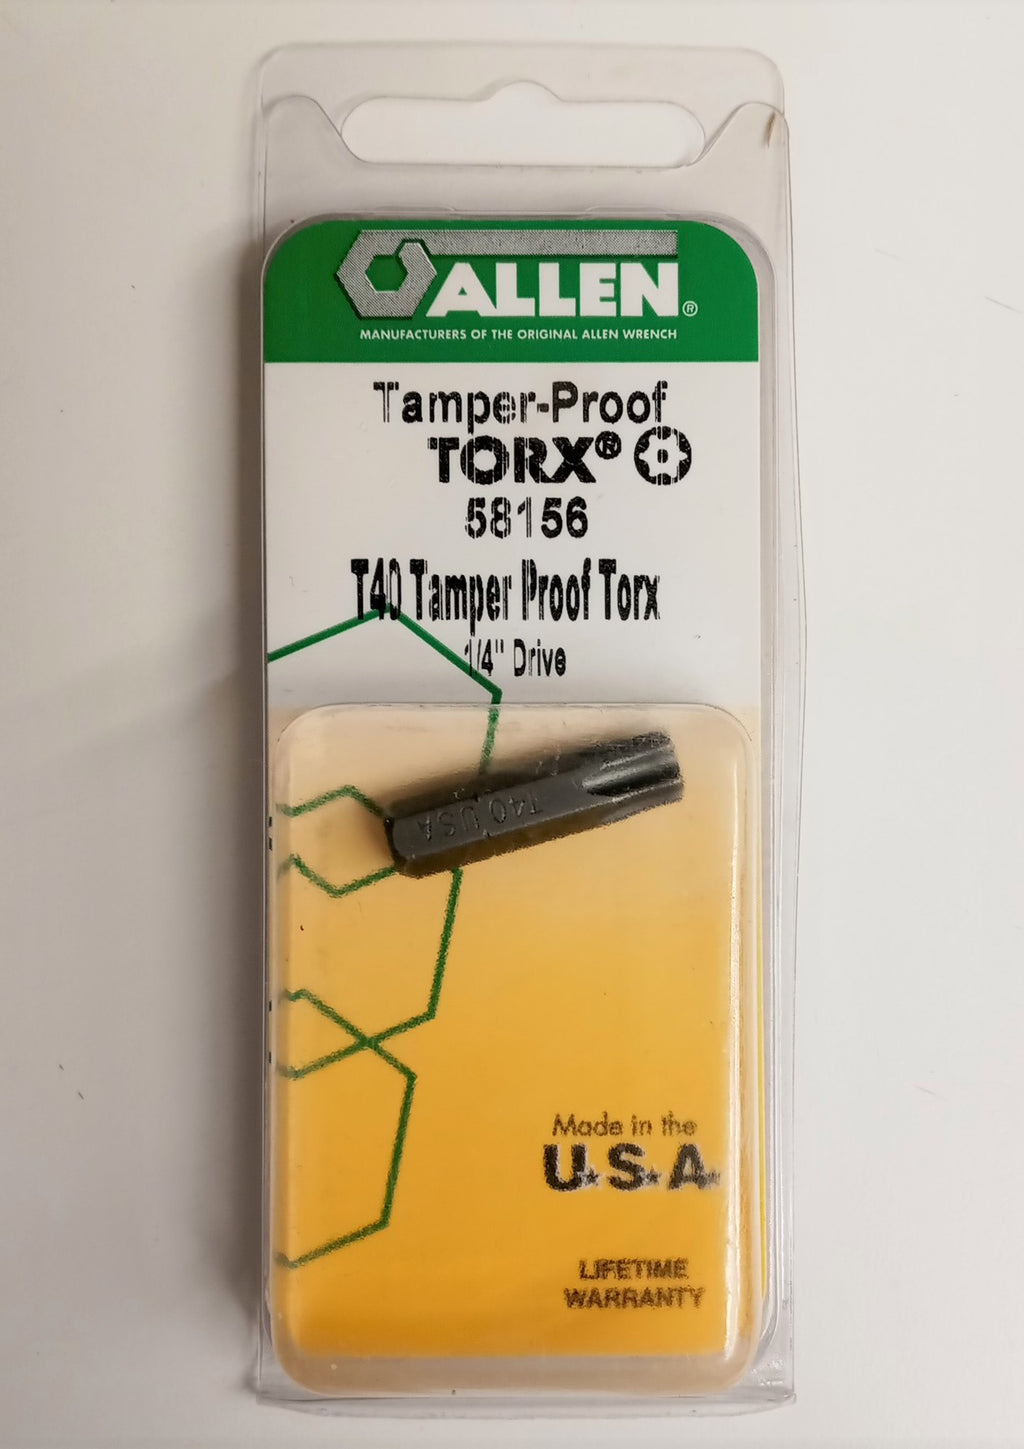 ALLEN®
MANUFACTURERS OF THE ORIGINAL ALLEN WRENCH
Tamper-Proof
TORX®
58156
T40 Tamper Proof Torx
1/4" Drive
T40 USA
Made in the
U.S.A.
LIFETIME
WARRANTY